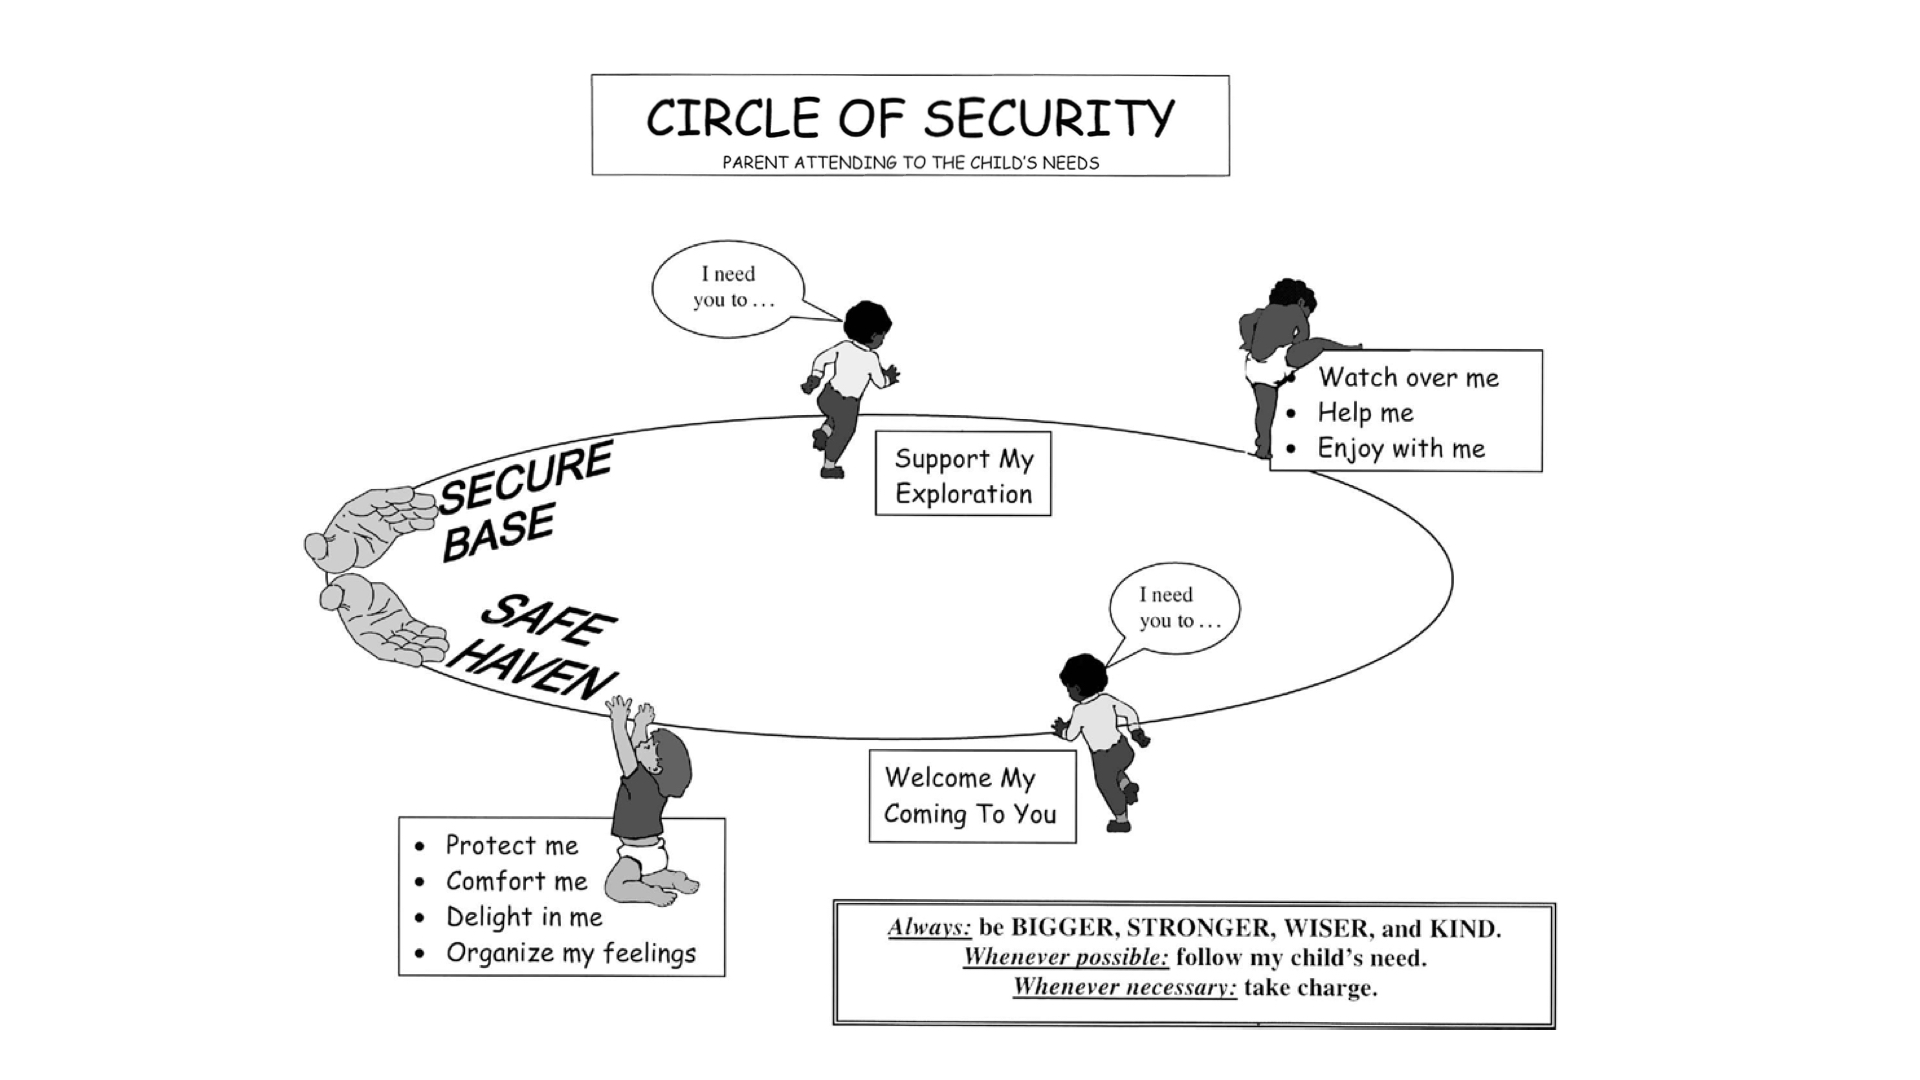 CIRCLE OF SECURITY
PARENT ATTENDING TO THE CHILD'S NEEDS
I need
you to ...
• Watch over me
• Help me
• Enjoy with me
Support My
Exploration
SECURE
BASE
SAFE
HAVEN
I need
you to ...
Welcome My
Coming To You
• Protect me
• Comfort me
• Delight in me
• Organize my feelings
Always: be BIGGER, STRONGER, WISER, and KIND.
Whenever possible: follow my child's need.
Whenever necessary: take charge.